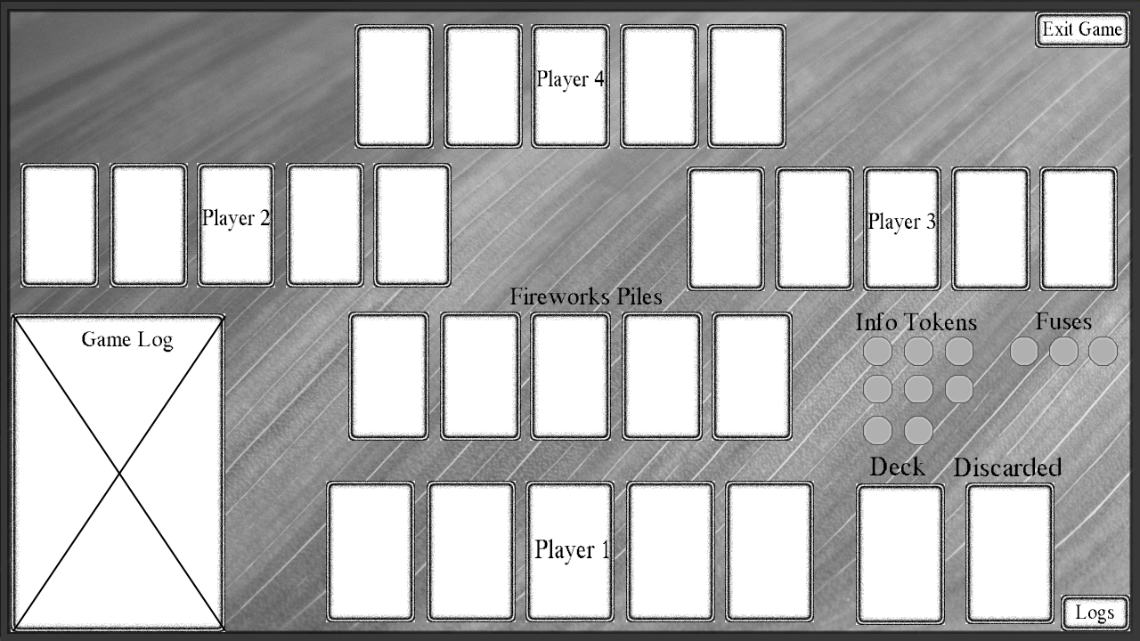 Exit Game
Player 4
Player 2
Player 3
Fireworks Piles
Game Log
Info Tokens
Fuses
Deck
Discarded
Player 1
Logs